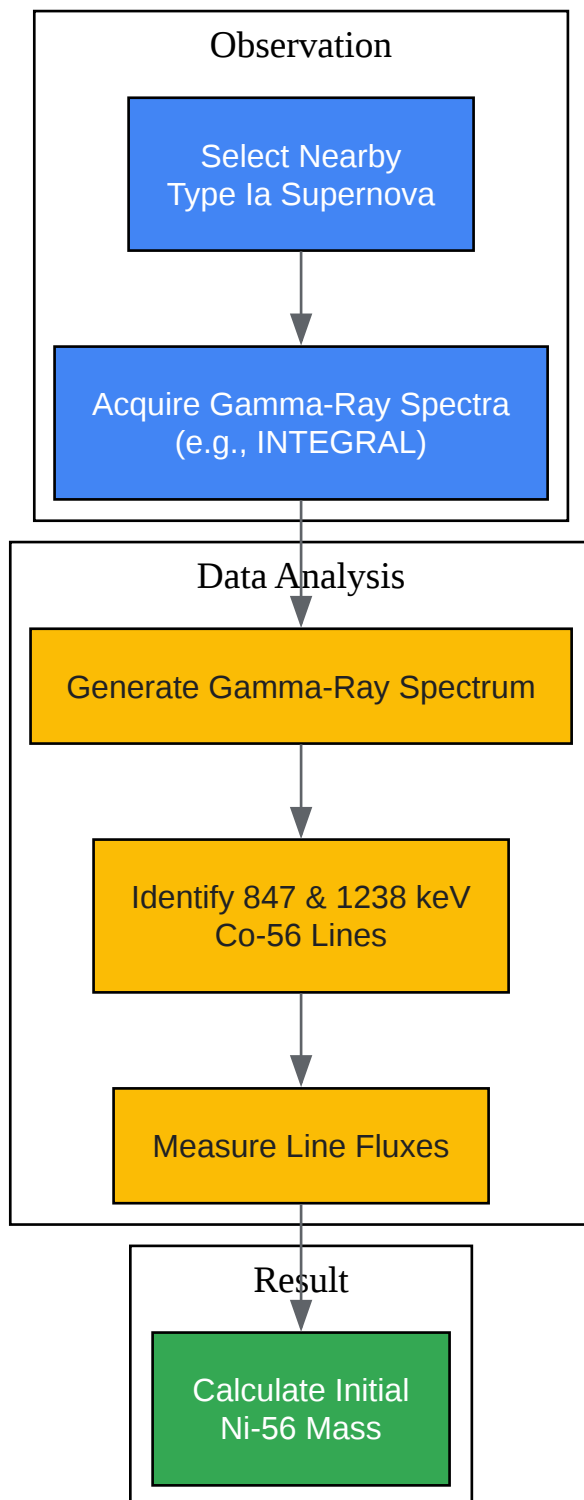 Observation
Select Nearby
Type Ia Supernova
Acquire Gamma-Ray Spectra
(e.g., INTEGRAL)
Data Analysis
Generate Gamma-Ray Spectrum
Identify 847 & 1238 keV
Co-56 Lines
Measure Line Fluxes
Result
Calculate Initial
Ni-56 Mass